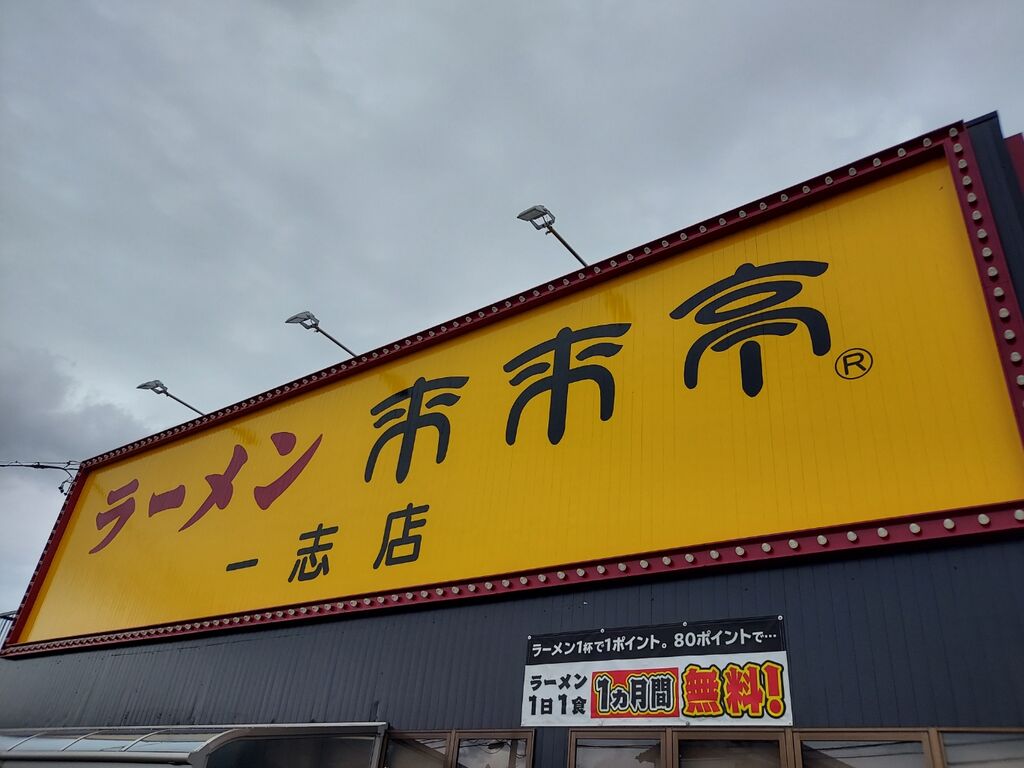 ラーメン 来来亭®
一志店
ラーメン1杯で1ポイント。80ポイントで…
ラーメン
1日1食
1ヵ月間 無料!